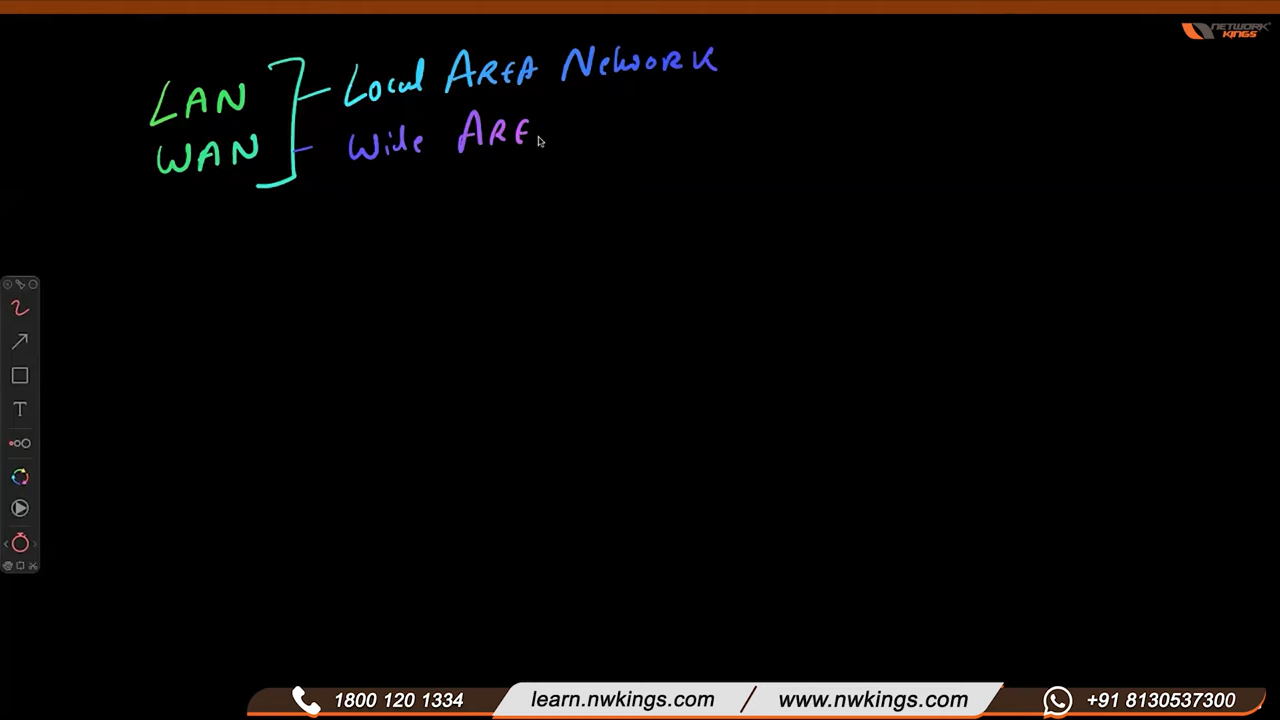 NETWORK
KINGS
LAN - Local AREA NetwoRK
WAN - Wide ARE
T
1800 120 1334
learn.nwkings.com / www.nwkings.com
+91 8130537300